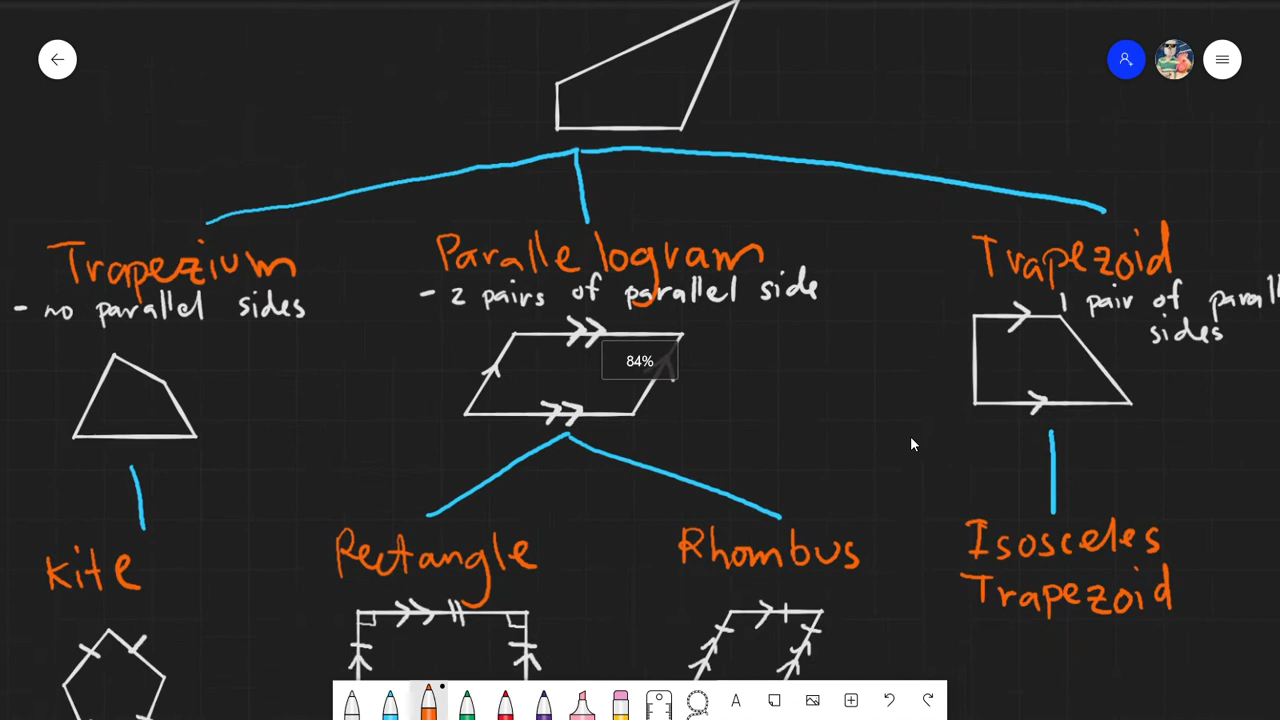 Trapezium
- no parallel sides
Parallelogram
- 2 pairs of parallel side
Trapezoid
1 pair of parall
sides
84%
Kite
Rectangle
Rhombus
Isosceles
Trapezoid
A